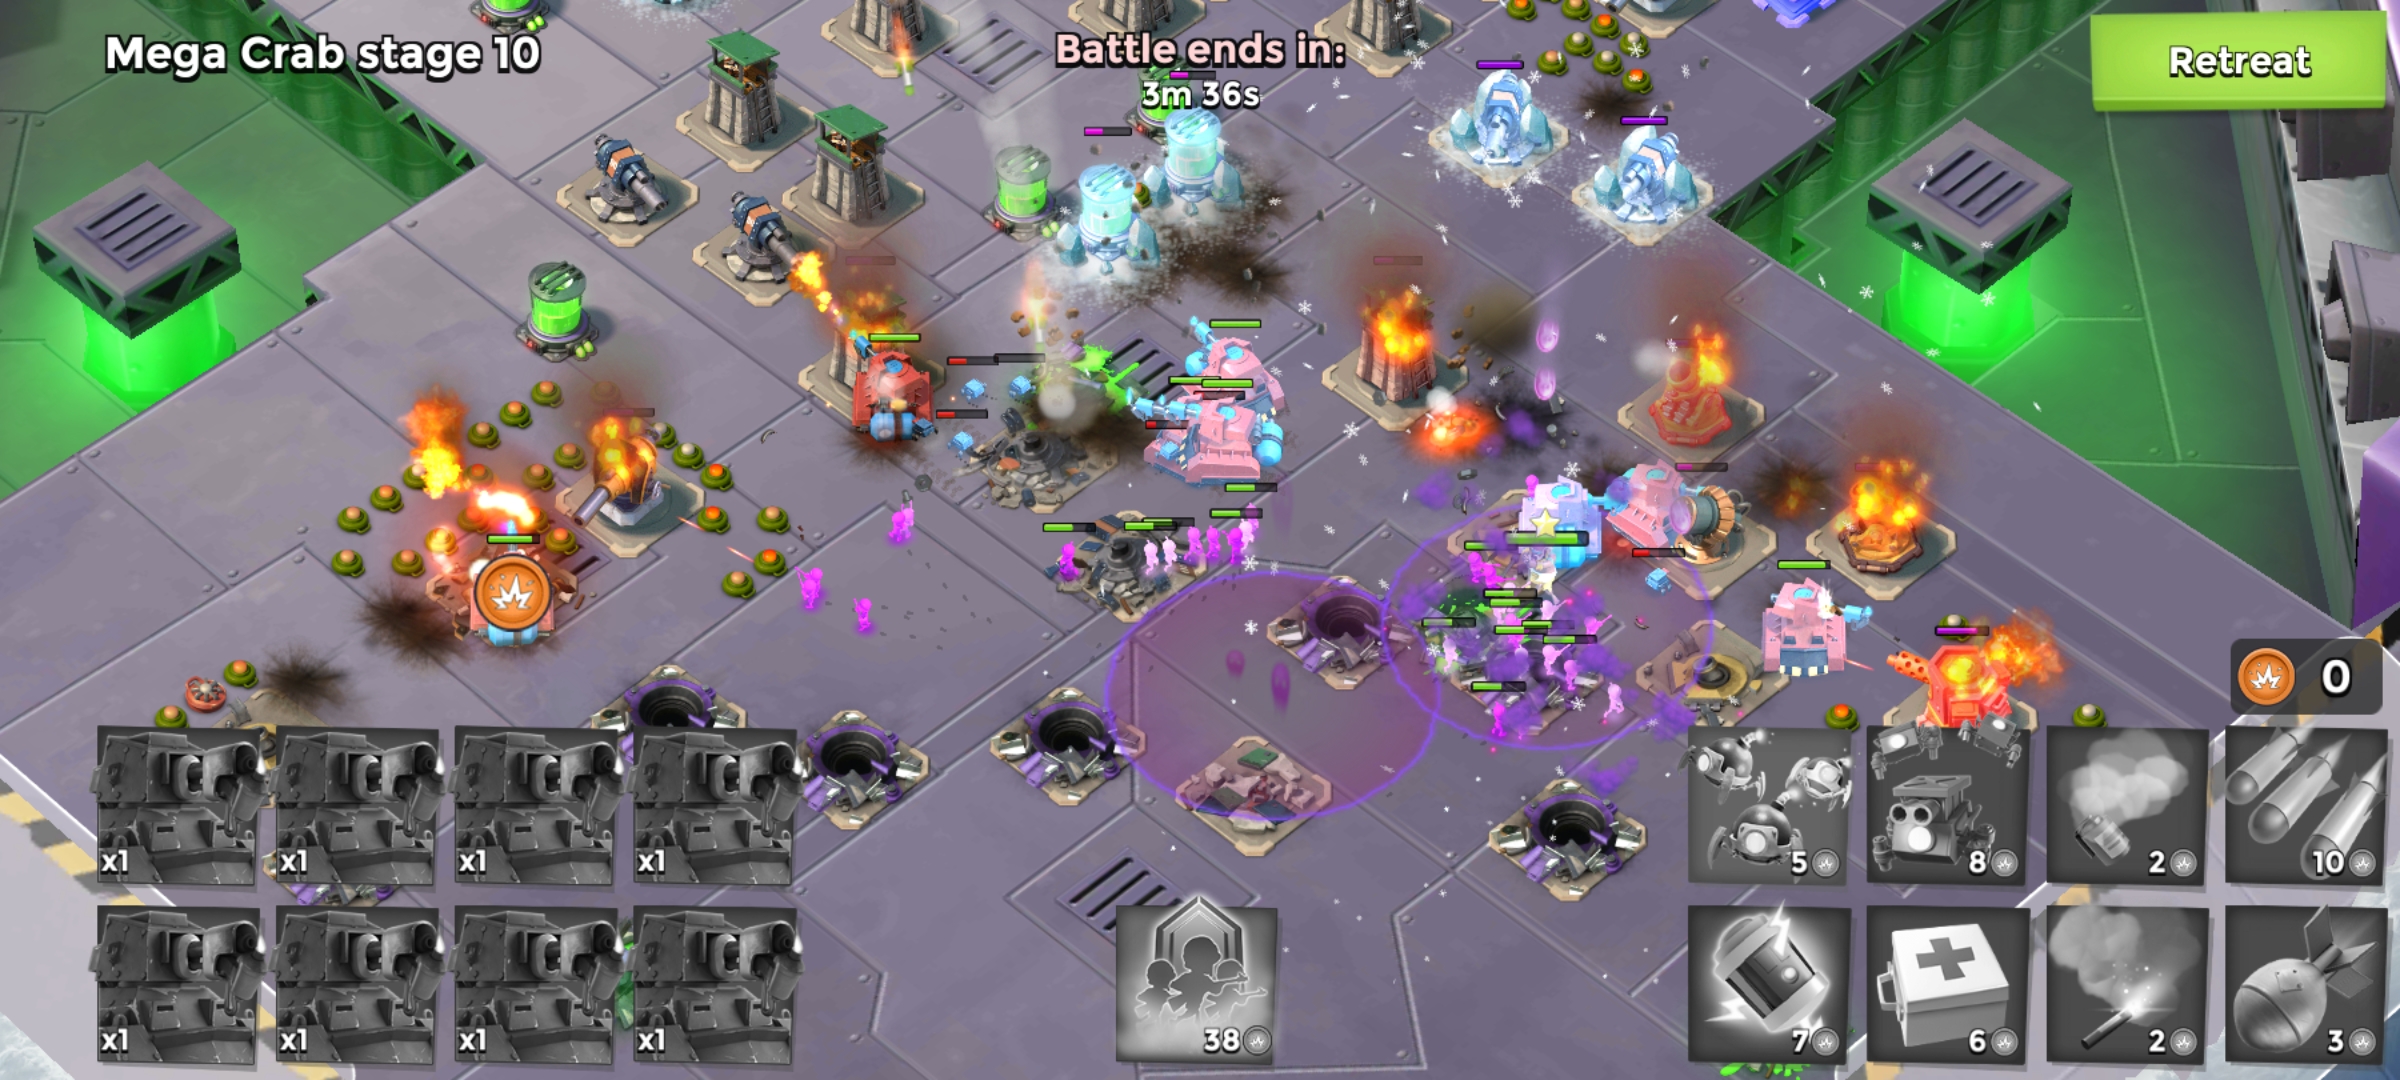 Mega Crab stage 10
Battle ends in:
3m 36s
Retreat
0
x1
x1
x1
x1
5
8
2
10
x1
x1
x1
x1
38
7
6
2
3